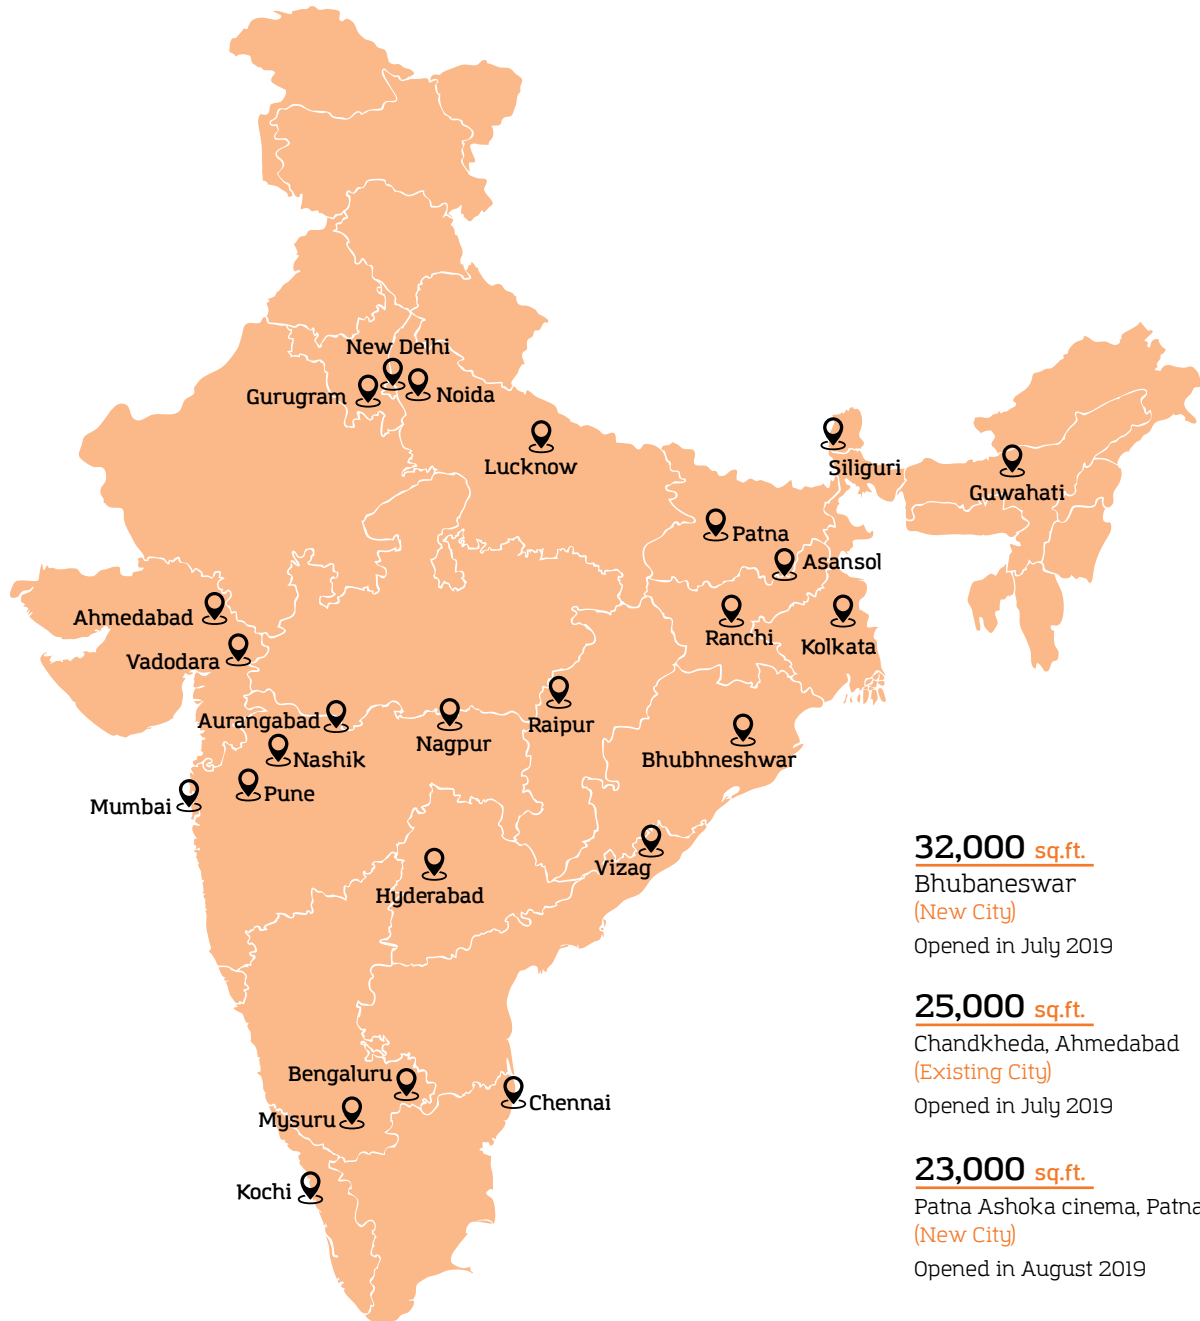 New Delhi
Gurugram
Noida
Lucknow
Siliguri
Guwahati
Patna
Asansol
Ahmedabad
Ranchi
Kolkata
Vadodara
Aurangabad
Nagpur
Raipur
Nashik
Bhubhneshwar
Mumbai
Pune
Vizag
Hyderabad
Bengaluru
Chennai
Mysuru
Kochi
32,000 sq.ft.
Bhubaneswar
(New City)
Opened in July 2019
25,000 sq.ft.
Chandkheda, Ahmedabad
(Existing City)
Opened in July 2019
23,000 sq.ft.
Patna Ashoka cinema, Patna
(New City)
Opened in August 2019